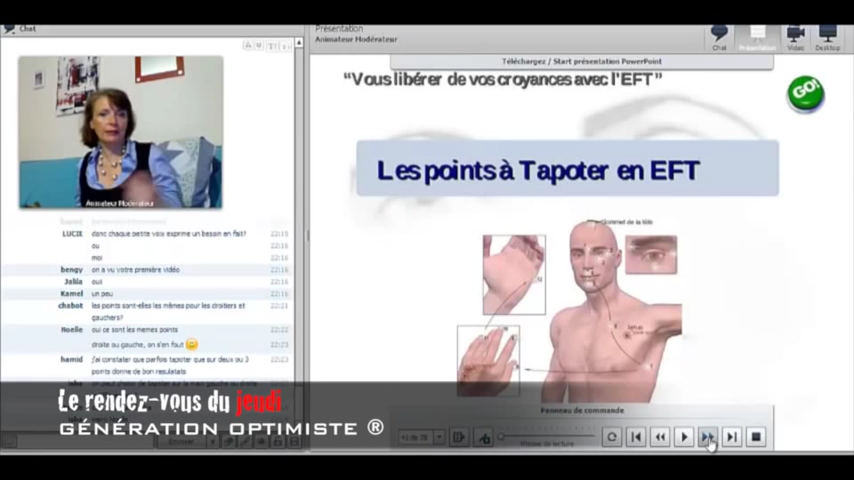 Chat
Présentation
Animateur Modérateur
Chat
Présentation
Video
Desktop
Téléchargez / Start présentation PowerPoint
“Vous libérer de vos croyances avec l'EFT”
GO!
Les points à Tapoter en EFT
Sommet de la tête
Animateur Modérateur
LUCIE donc chaque petite voix exprime un besoin en fait? 22:15
ou 22:16
moi 22:16
bengy on a vu votre première vidéo 22:16
Jalila oui 22:16
Kamel un peu 22:16
chabot les points sont-elles les mêmes pour les droitiers et 22:21
gauchers?
Noelle oui ce sont les memes points 22:22
droite ou gauche, on s'en fout 22:23
hamid j'ai constater que parfois tapoter que sur deux ou 3 22:23
points donne de bon resulatats
Panneau de commande
Le rendez-vous du jeudi
GÉNÉRATION OPTIMISTE ®
Envoyer
Vitesse de lecture